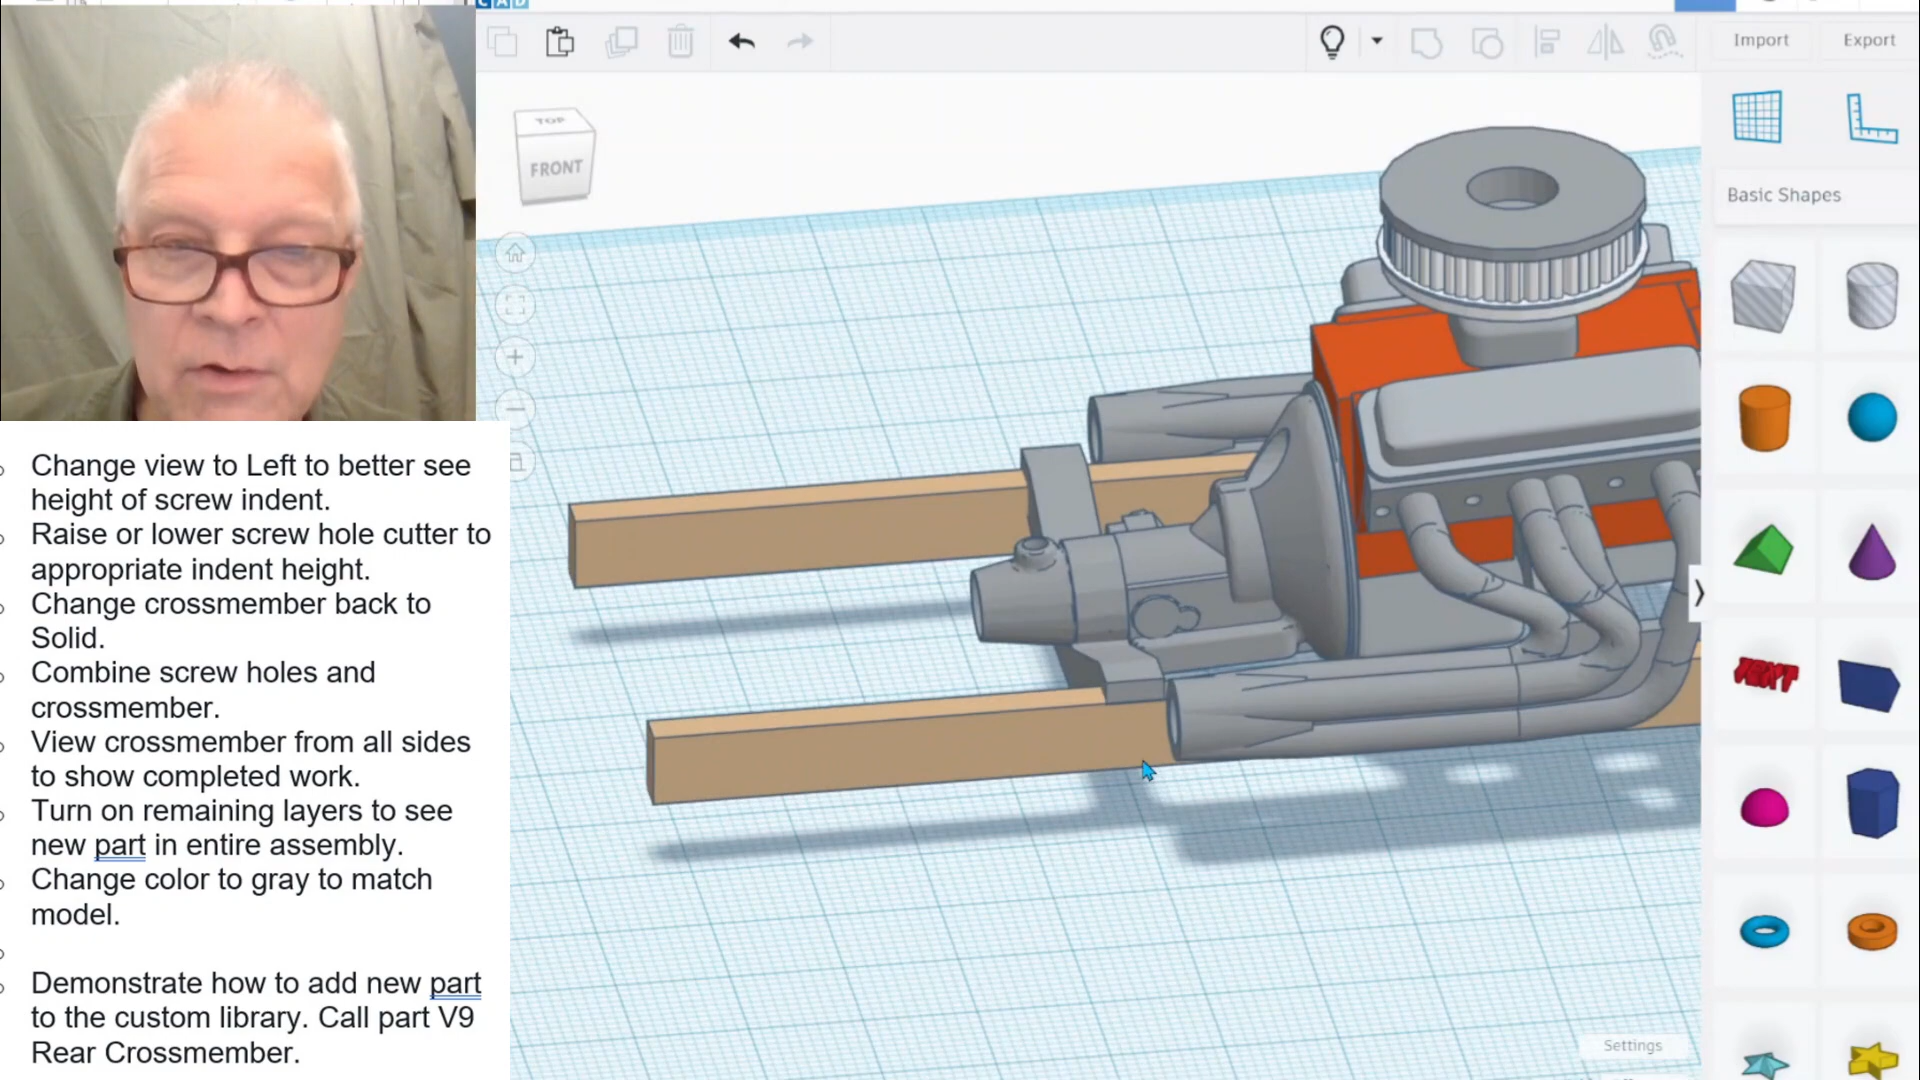 CAD
Import
Export
TOP
FRONT
Basic Shapes
Change view to Left to better see
height of screw indent.
Raise or lower screw hole cutter to
appropriate indent height.
Change crossmember back to
Solid.
Combine screw holes and
crossmember.
View crossmember from all sides
to show completed work.
Turn on remaining layers to see
new part in entire assembly.
Change color to gray to match
model.
Demonstrate how to add new part
to the custom library. Call part V9
Rear Crossmember.
TEXT
Settings